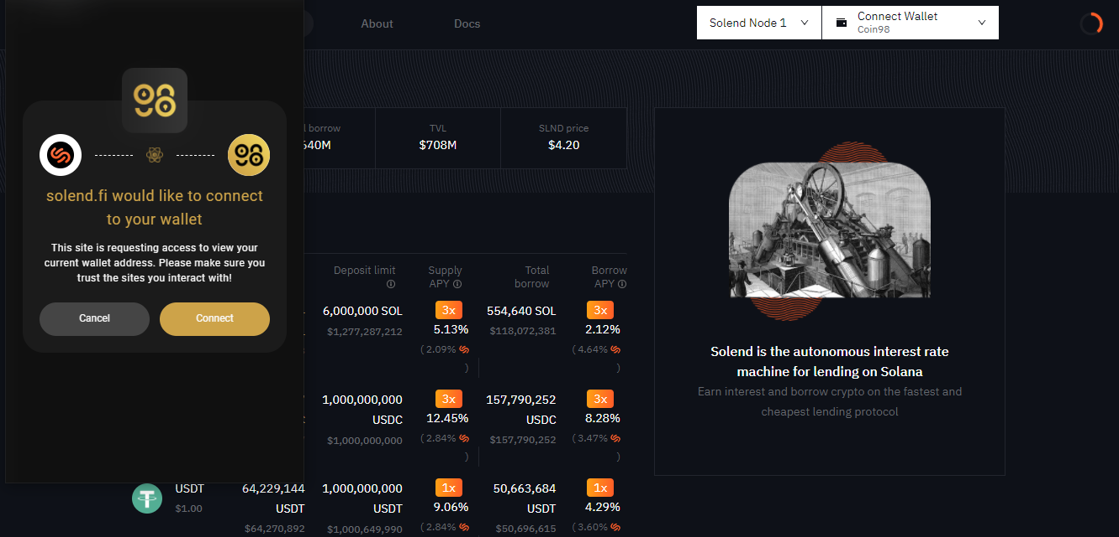 About
Docs
Solend Node 1
Connect Wallet
Coin98
solend.fi would like to connect
to your wallet
This site is requesting access to view your
current wallet address. Please make sure you
trust the sites you interact with!
Cancel
Connect
borrow
TVL
$708M
SLND price
$4.20
Deposit limit
Supply
APY
Total
borrow
Borrow
APY
6,000,000 SOL
$1,277,287,212
3x
5.13%
( 2.09%
)
554,640 SOL
$118,072,381
3x
2.12%
( 4.64%
)
1,000,000,000
USDC
$1,000,000,000
3x
12.45%
( 2.84%
)
157,790,252
USDC
$157,790,252
3x
8.28%
( 3.47%
)
USDT
$1.00
64,229,144
USDT
$64,270,892
1,000,000,000
USDT
$1,000,649,990
1x
9.06%
( 2.84%
50,663,684
USDT
$50,696,615
1x
4.29%
( 3.60%
Solend is the autonomous interest rate
machine for lending on Solana
Earn interest and borrow crypto on the fastest and
cheapest lending protocol